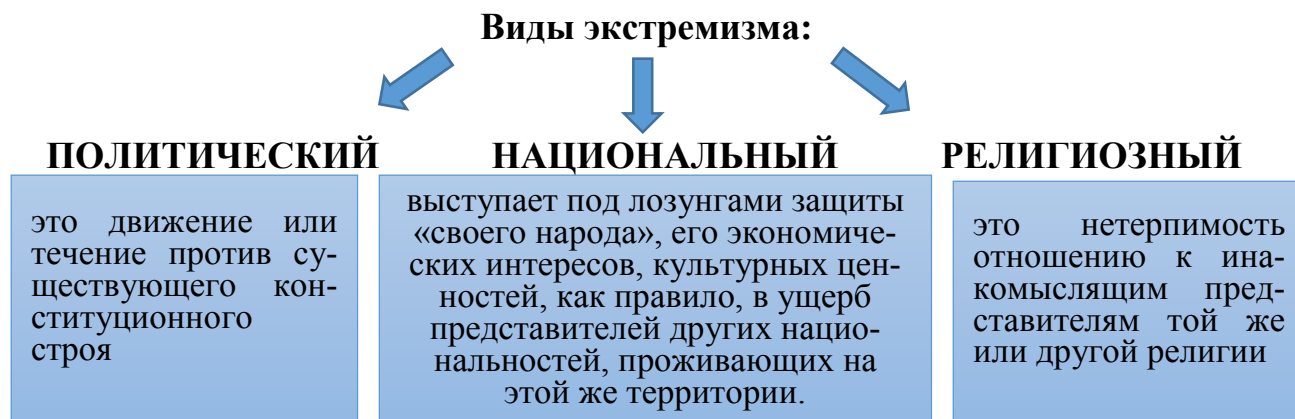 Виды экстремизма:
ПОЛИТИЧЕСКИЙ
это движение или
течение против су-
ществующего кон-
ституционного
строя
НАЦИОНАЛЬНЫЙ
выступает под лозунгами защиты
«своего народа», его экономиче-
ских интересов, культурных цен-
ностей, как правило, в ущерб
представителей других нацио-
нальностей, проживающих на
этой же территории.
РЕЛИГИОЗНЫЙ
это нетерпимость
отношению к ина-
комыслящим пред-
ставителям той же
или другой религии